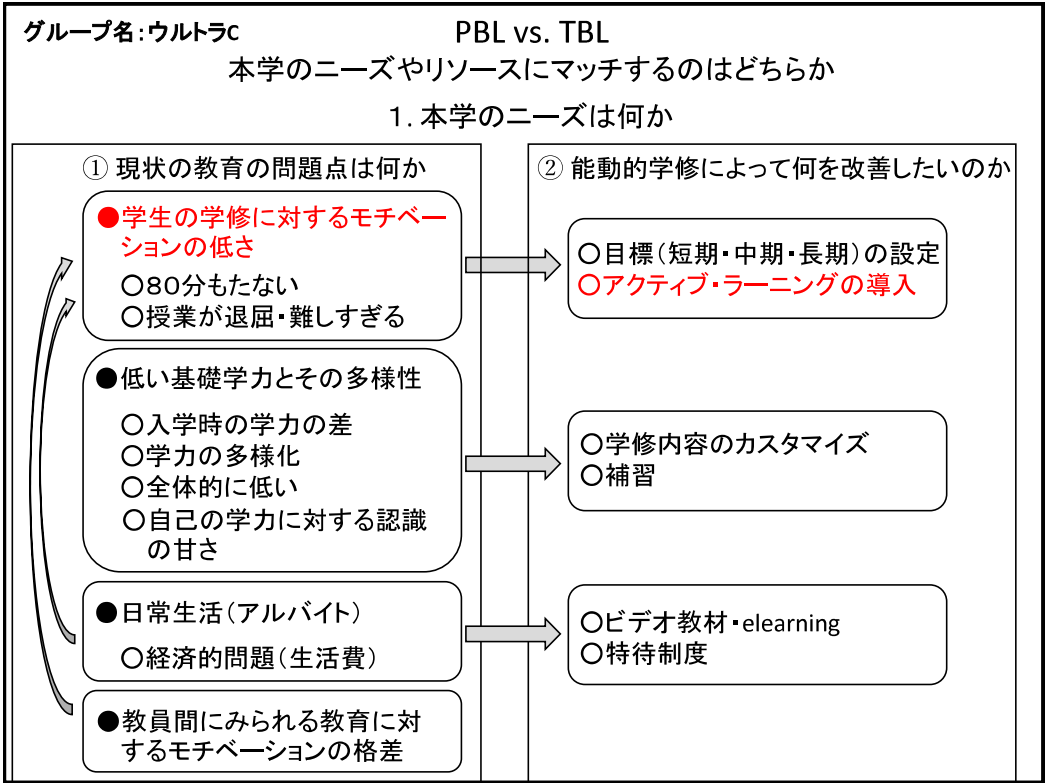 グループ名:ウルトラC
PBL vs. TBL
本学のニーズやリソースにマッチするのはどちらか
1. 本学のニーズは何か
① 現状の教育の問題点は何か
●学生の学修に対するモチベー
ションの低さ
○80分もたない
○授業が退屈・難しすぎる
●低い基礎学力とその多様性
○入学時の学力の差
○学力の多様化
○全体的に低い
○自己の学力に対する認識
の甘さ
●日常生活(アルバイト)
○経済的問題(生活費)
●教員間にみられる教育に対
するモチベーションの格差
② 能動的学修によって何を改善したいのか
○目標(短期・中期・長期)の設定
○アクティブ・ラーニングの導入
○学修内容のカスタマイズ
○補習
○ビデオ教材・elearning
○特待制度